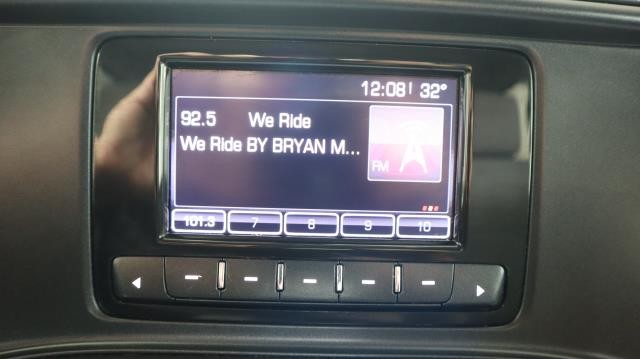 12:08 32°
92.5 We Ride
We Ride BY BRYAN M...
FM
101.3 7 8 9 10